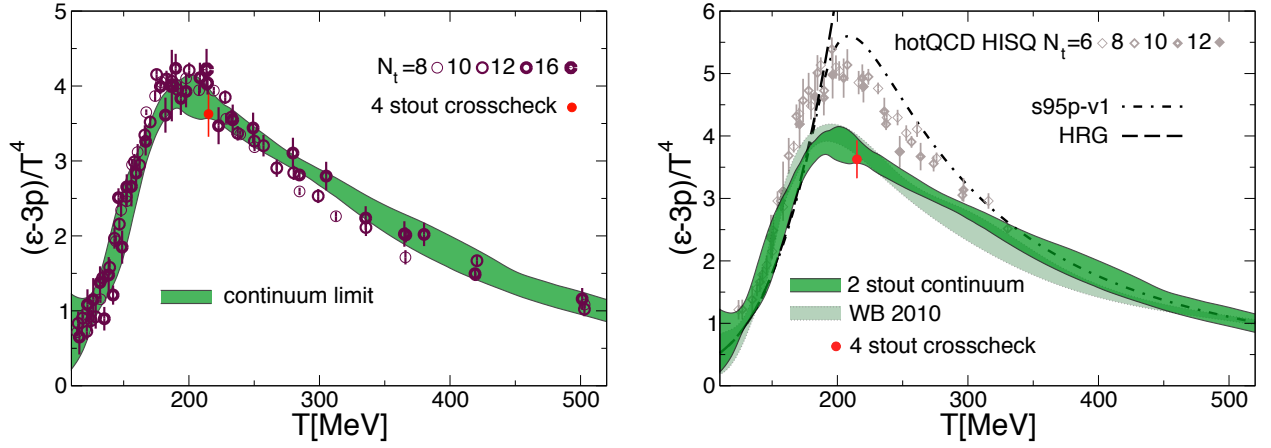 N_t=8 10 12 16
4 stout crosscheck
continuum limit
(ε-3p)/T⁴
0
1
2
3
4
5
200
300
400
500
T[MeV]
hotQCD HISQ N_t=6 8 10 12
s95p-v1
HRG
2 stout continuum
WB 2010
4 stout crosscheck
(ε-3p)/T⁴
0
1
2
3
4
5
6
200
300
400
500
T[MeV]